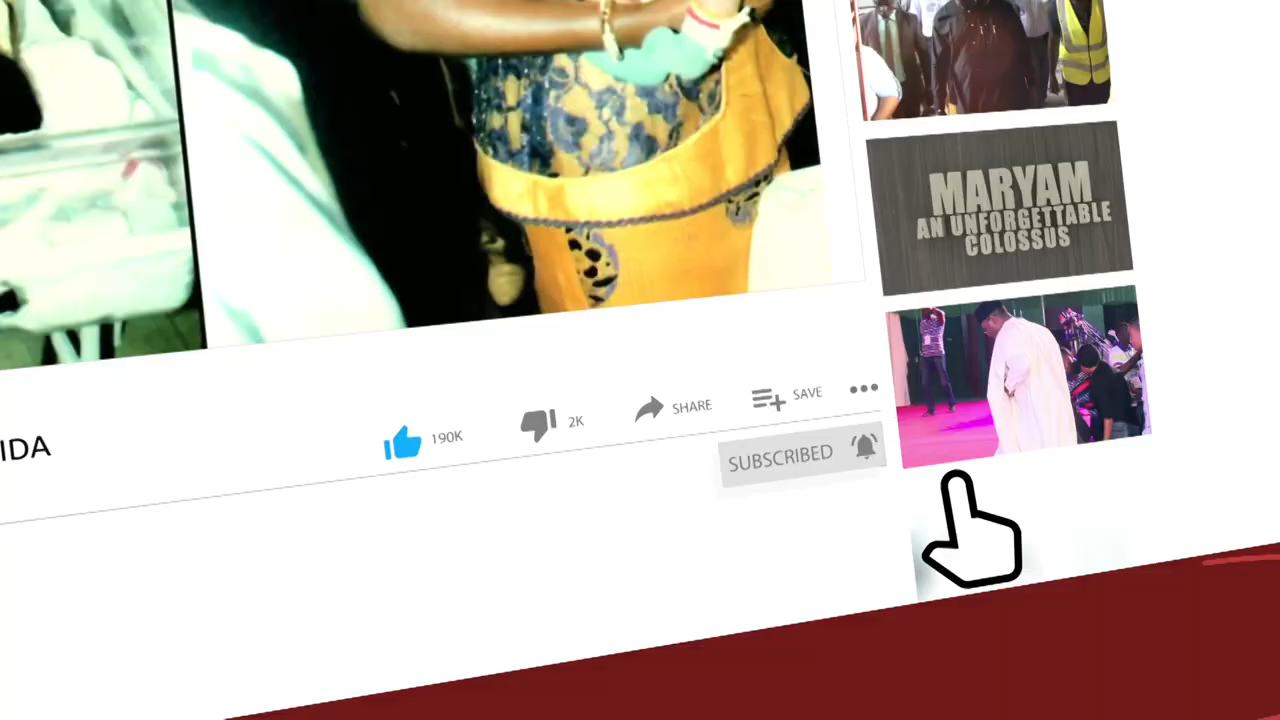 MARYAM
AN UNFORGETTABLE
COLOSSUS
IDA
190K
2K
SHARE
SAVE
SUBSCRIBED